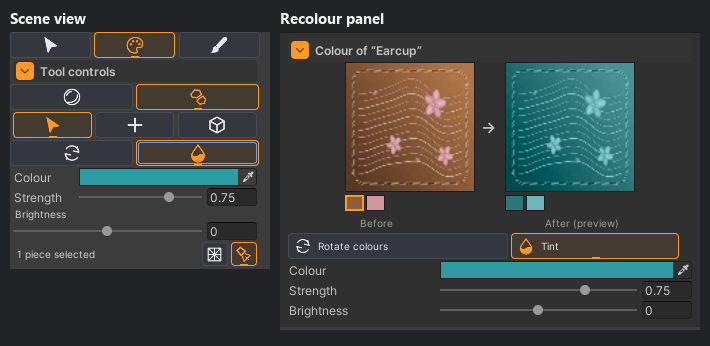 Scene view
Tool controls
Colour
Strength 0.75
Brightness
0
1 piece selected
Recolour panel
Colour of “Earcup”
Before
After (preview)
Rotate colours
Tint
Colour
Strength 0.75
Brightness 0